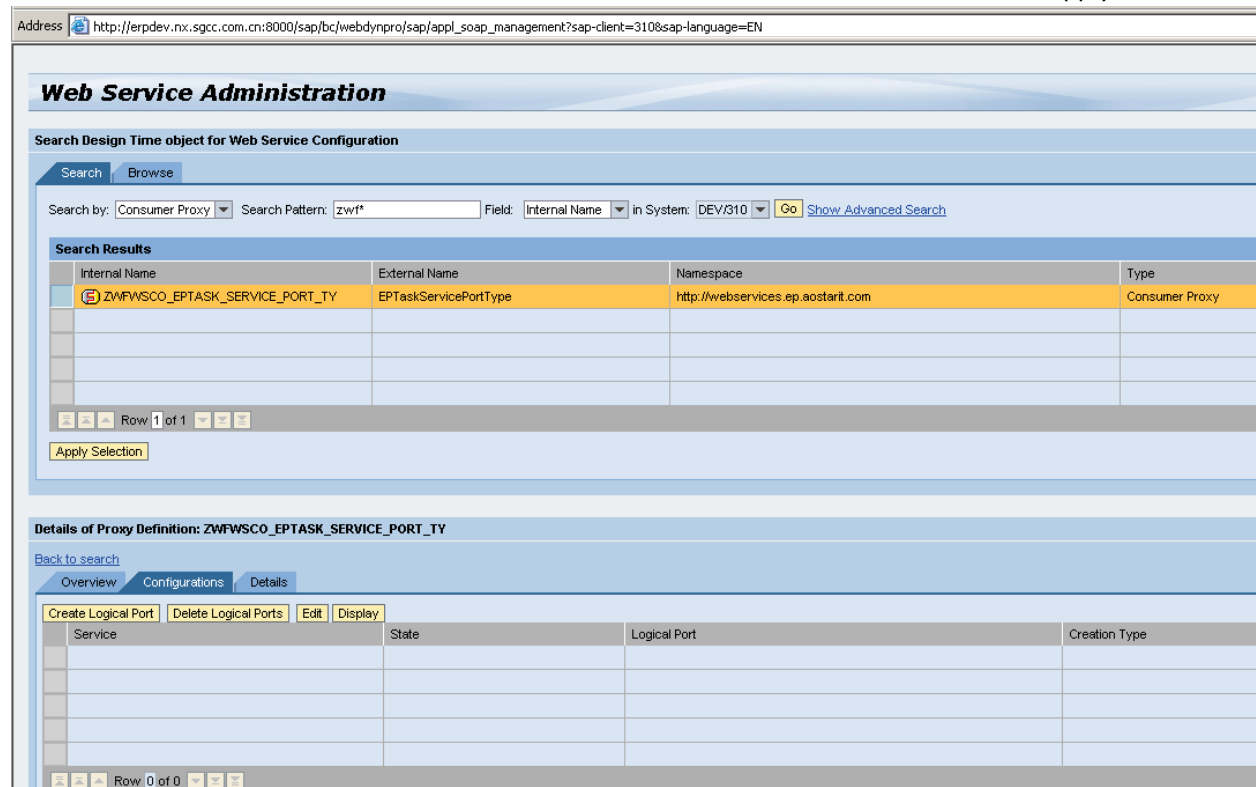 Address http://erpdev.nx.sgcc.com.cn:8000/sap/bc/webdynpro/sap/appl_soap_management?sap-client=310&sap-language=EN
Web Service Administration
Search Design Time object for Web Service Configuration
Search Browse
Search by: Consumer Proxy Search Pattern: zwf* Field: Internal Name in System: DEV/310 Go Show Advanced Search
Search Results
Internal Name External Name Namespace Type
ZWFWSCO_EPTASK_SERVICE_PORT_TY EPTaskServicePortType http://webservices.ep.aostarit.com Consumer Proxy
Row 1 of 1
Apply Selection
Details of Proxy Definition: ZWFWSCO_EPTASK_SERVICE_PORT_TY
Back to search
Overview Configurations Details
Create Logical Port Delete Logical Ports Edit Display
Service State Logical Port Creation Type
Row 0 of 0